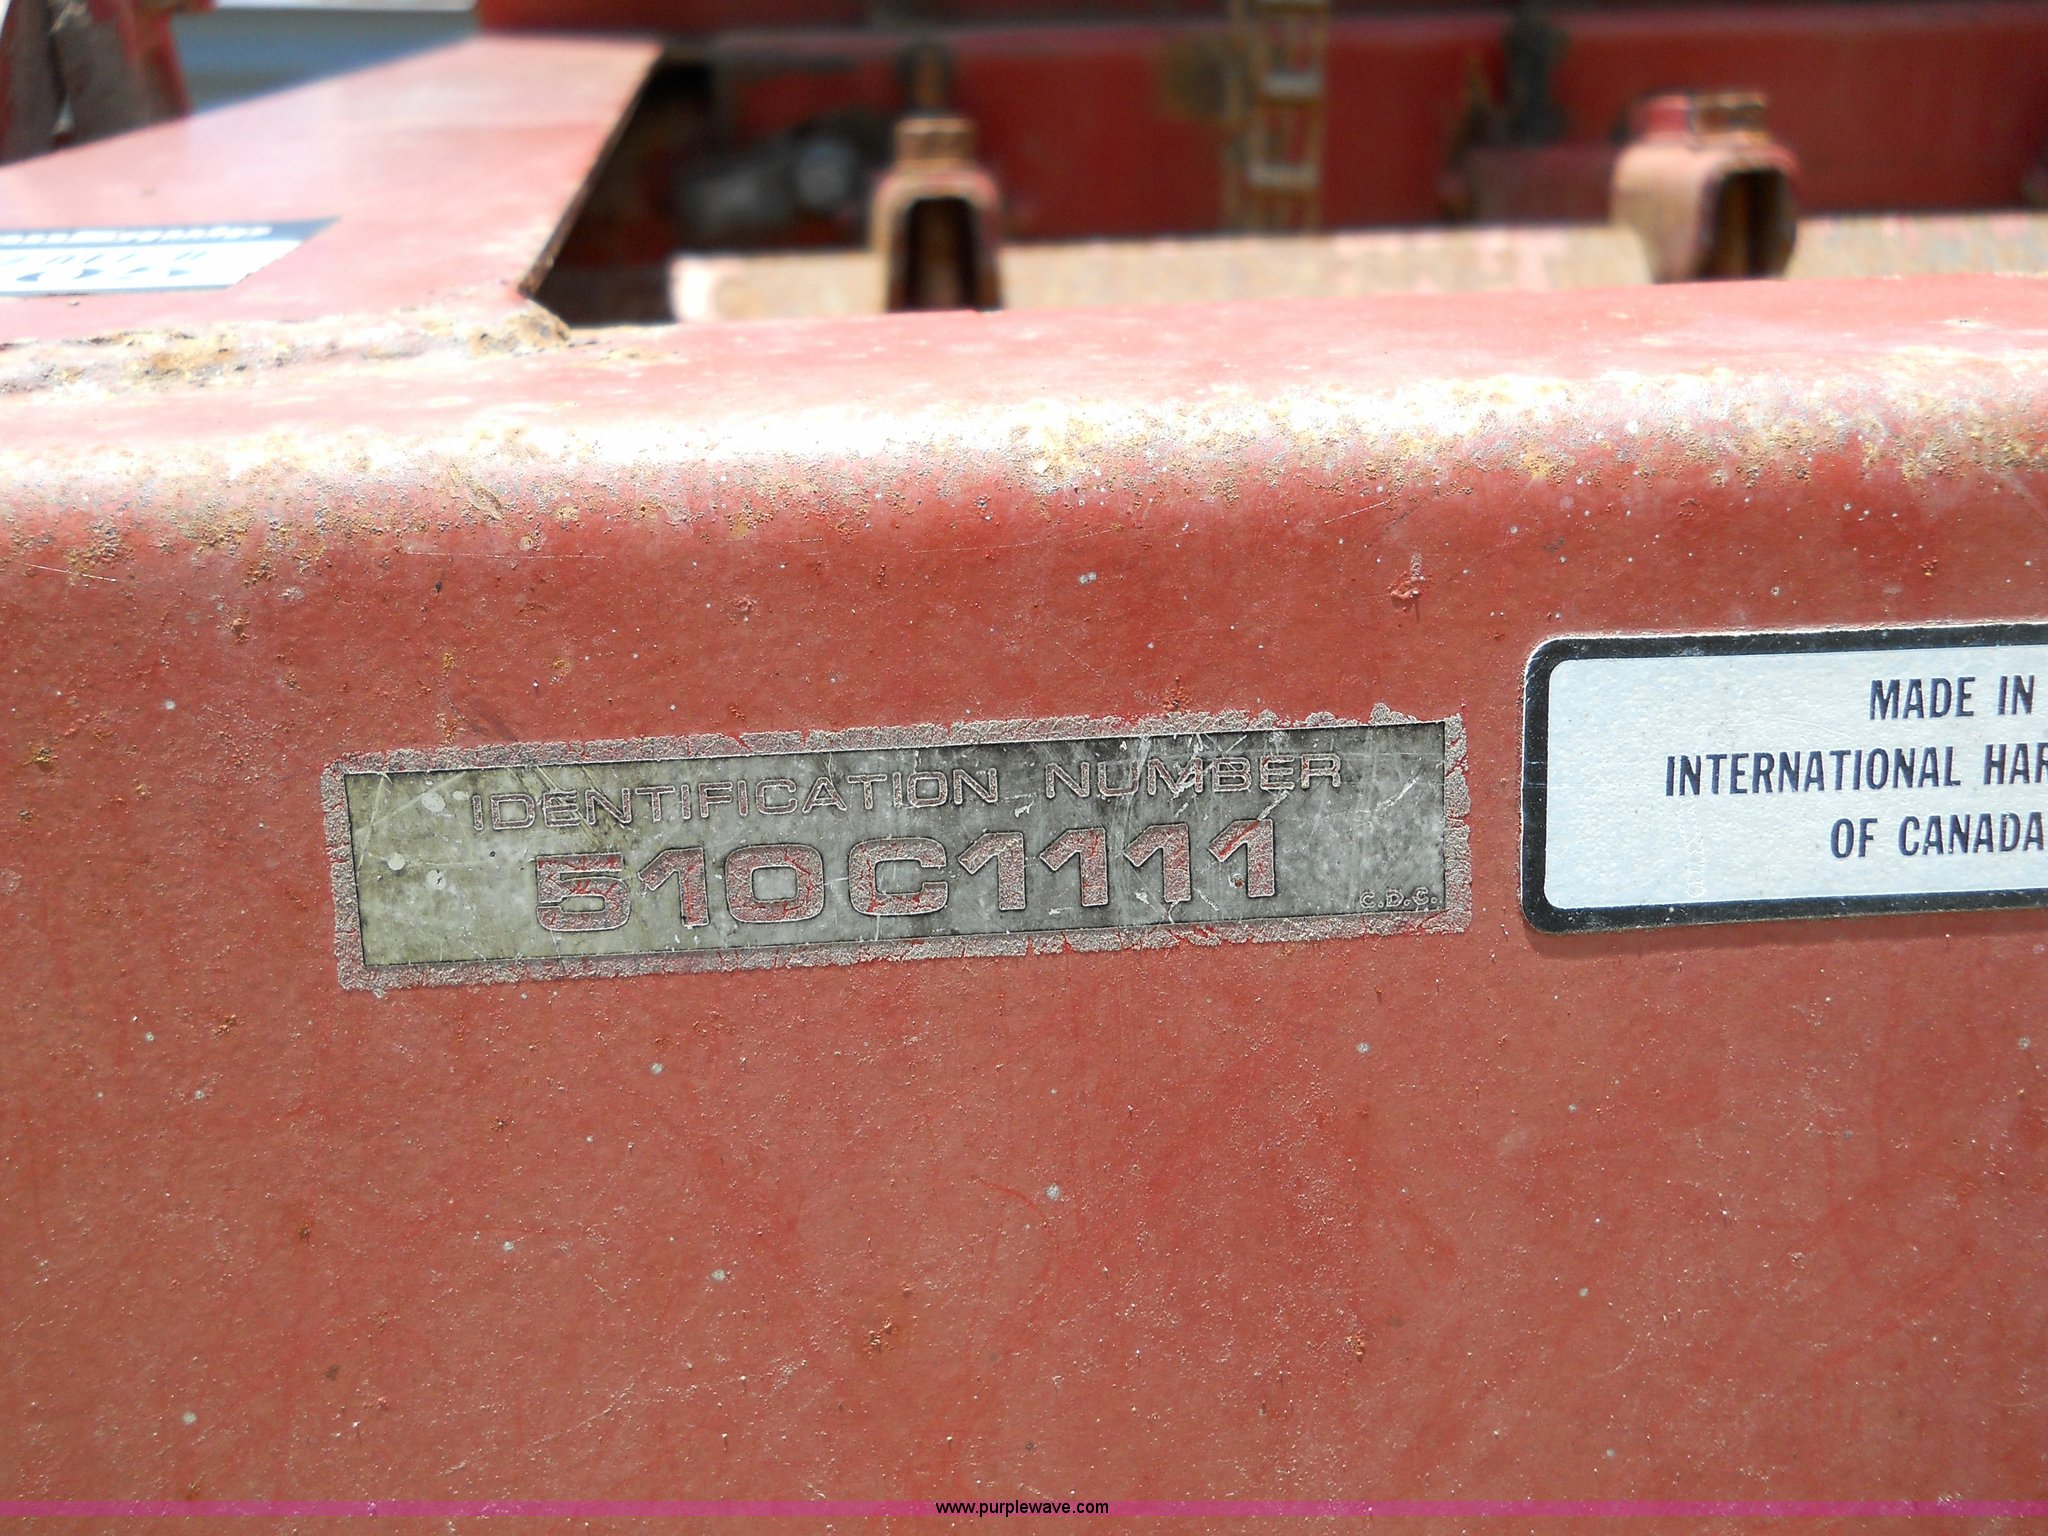 IDENTIFICATION NUMBER
510C1111
C.D.C.
MADE IN
INTERNATIONAL HAR
OF CANADA
www.purplewave.com